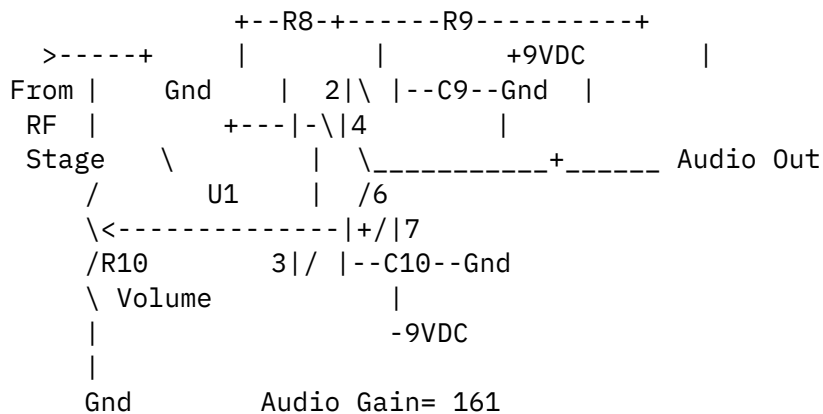 +--R8-+------R9----------+
>-----+ | | +9VDC |
From | Gnd | 2|\ |--C9--Gnd |
RF | +---|-\|4 |
Stage \ | \___________+______ Audio Out
/ U1 | /6
\<--------------|+/|7
/R10 3|/ |--C10--Gnd
\ Volume |
| -9VDC
|
Gnd Audio Gain= 161